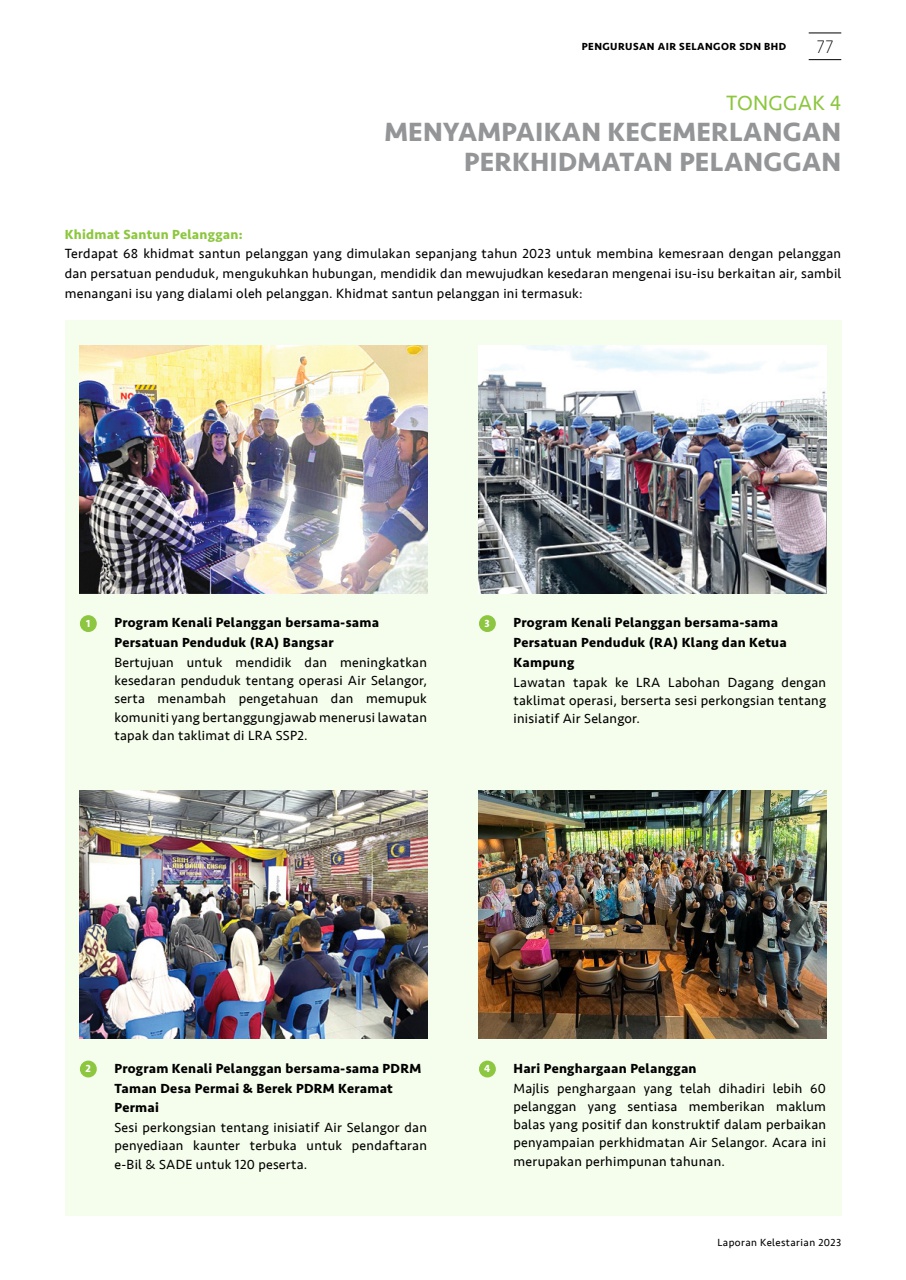 PENGURUSAN AIR SELANGOR SDN BHD 77
TONGGAK 4
MENYAMPAIKAN KECEMERLANGAN
PERKHIDMATAN PELANGGAN
Khidmat Santun Pelanggan:
Terdapat 68 khidmat santun pelanggan yang dimulakan sepanjang tahun 2023 untuk membina kemesraan dengan pelanggan
dan persatuan penduduk, mengukuhkan hubungan, mendidik dan mewujudkan kesedaran mengenai isu-isu berkaitan air, sambil
menangani isu yang dialami oleh pelanggan. Khidmat santun pelanggan ini termasuk:
1 Program Kenali Pelanggan bersama-sama
Persatuan Penduduk (RA) Bangsar
Bertujuan untuk mendidik dan meningkatkan
kesedaran penduduk tentang operasi Air Selangor,
serta menambah pengetahuan dan memupuk
komuniti yang bertanggungjawab menerusi lawatan
tapak dan taklimat di LRA SSP2.
2 Program Kenali Pelanggan bersama-sama PDRM
Taman Desa Permai & Berek PDRM Keramat
Permai
Sesi perkongsian tentang inisiatif Air Selangor dan
penyediaan kaunter terbuka untuk pendaftaran
e-Bil & SADE untuk 120 peserta.
3 Program Kenali Pelanggan bersama-sama
Persatuan Penduduk (RA) Klang dan Ketua
Kampung
Lawatan tapak ke LRA Labohan Dagang dengan
taklimat operasi, berserta sesi perkongsian tentang
inisiatif Air Selangor.
4 Hari Penghargaan Pelanggan
Majlis penghargaan yang telah dihadiri lebih 60
pelanggan yang sentiasa memberikan maklum
balas yang positif dan konstruktif dalam perbaikan
penyampaian perkhidmatan Air Selangor. Acara ini
merupakan perhimpunan tahunan.
Laporan Kelestarian 2023